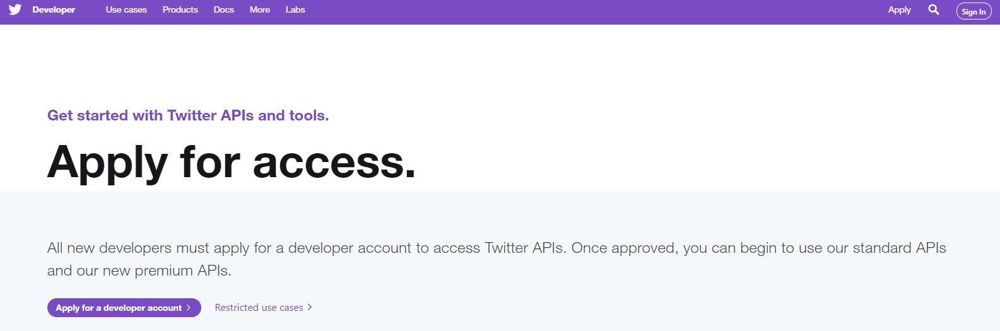 Developer Use cases Products Docs More Labs Apply Sign In
Get started with Twitter APIs and tools.
Apply for access.
All new developers must apply for a developer account to access Twitter APIs. Once approved, you can begin to use our standard APIs
and our new premium APIs.
Apply for a developer account Restricted use cases